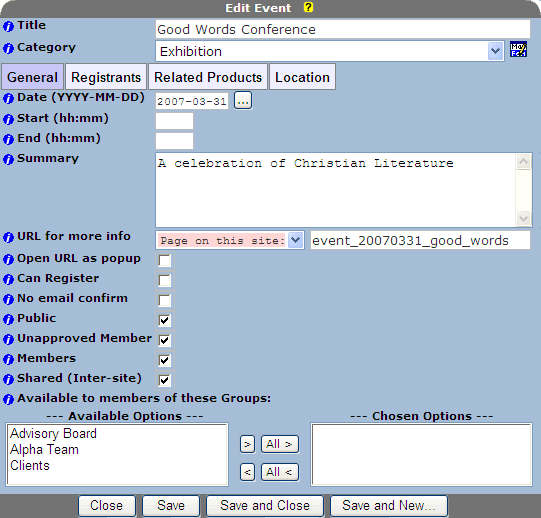 Edit Event ?
Title Good Words Conference
Category Exhibition
General Registrants Related Products Location
Date (YYYY-MM-DD) 2007-03-31 ...
Start (hh:mm)
End (hh:mm)
Summary A celebration of Christian Literature
URL for more info Page on this site: event_20070331_good_words
Open URL as popup
Can Register
No email confirm
Public
Unapproved Member
Members
Shared (Inter-site)
Available to members of these Groups:
--- Available Options --- --- Chosen Options ---
Advisory Board
Alpha Team
Clients
> All >
< All <
Close Save Save and Close Save and New...